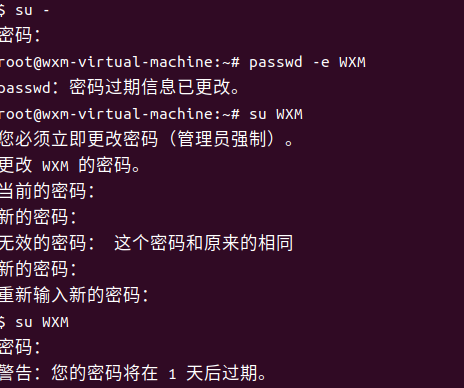 $ su -
密码：
root@wxm-virtual-machine:~# passwd -e WXM
passwd：密码过期信息已更改。
root@wxm-virtual-machine:~# su WXM
您必须立即更改密码（管理员强制）。
更改 WXM 的密码。
当前的密码：
新的密码：
无效的密码： 这个密码和原来的相同
新的密码：
重新输入新的密码：
$ su WXM
密码：
警告：您的密码将在 1 天后过期。